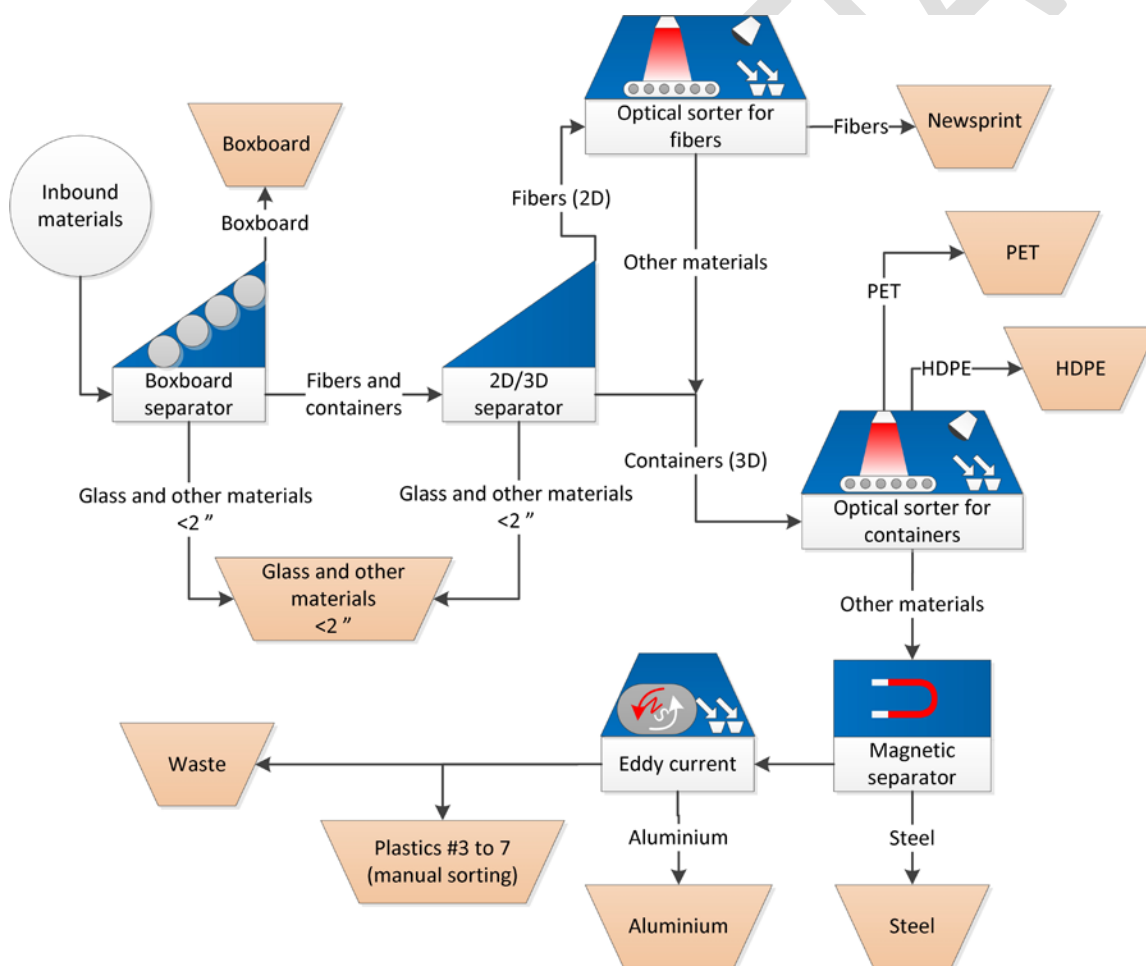 Optical sorter for
fibers
Fibers
Newsprint
Boxboard
Inbound
materials
Boxboard
Fibers (2D)
Other materials
PET
PET
HDPE
HDPE
Boxboard
separator
Fibers and
containers
2D/3D
separator
Containers (3D)
Glass and other materials
<2 ”
Glass and other materials
<2 ”
Optical sorter for
containers
Glass and other
materials
<2 ”
Other materials
Waste
Eddy current
Magnetic
separator
Plastics #3 to 7
(manual sorting)
Aluminium
Steel
Aluminium
Steel